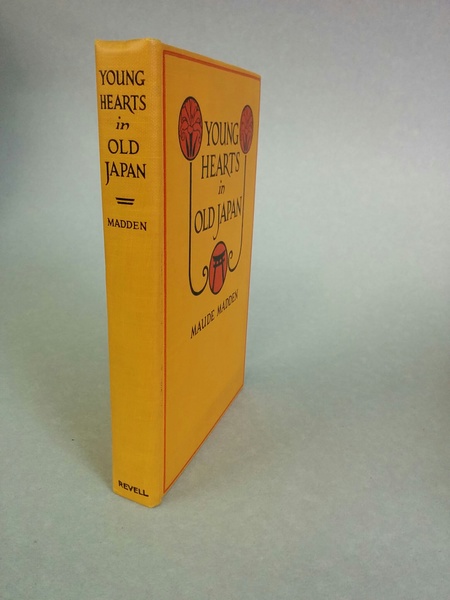 YOUNG
HEARTS
in
OLD
JAPAN
MADDEN
REVELL
YOUNG
HEARTS
in
OLD JAPAN
MAUDE MADDEN